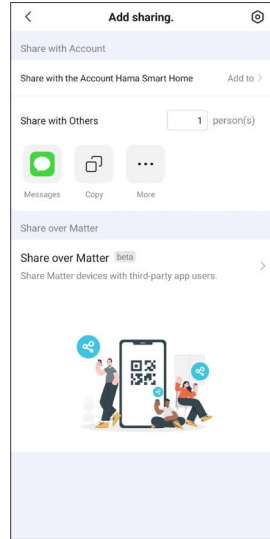 Add sharing.
Share with Account
Share with the Account Hama Smart Home Add to
Share with Others 1 person(s)
Messages Copy More
Share over Matter
Share over Matter beta
Share Matter devices with third-party app users.